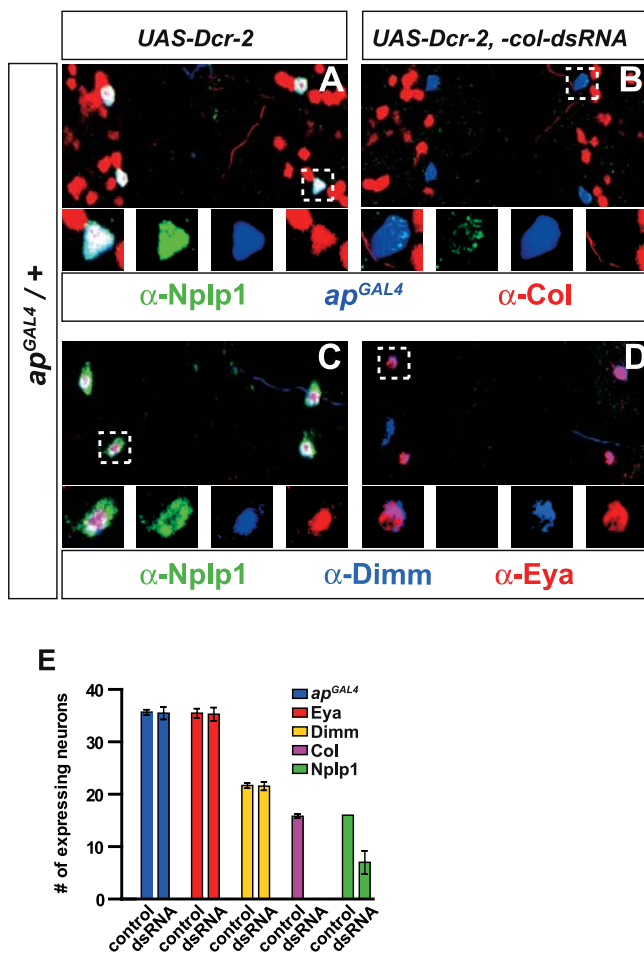 UAS-Dcr-2
UAS-Dcr-2, -col-dsRNA
ap^GAL4 / +
A
B
α-Nplp1 ap^GAL4 α-Col
C
D
α-Nplp1 α-Dimm α-Eya
E
# of expressing neurons
40
30
20
10
0
ap^GAL4
Eya
Dimm
Col
Nplp1
control dsRNA control dsRNA control dsRNA control dsRNA control dsRNA